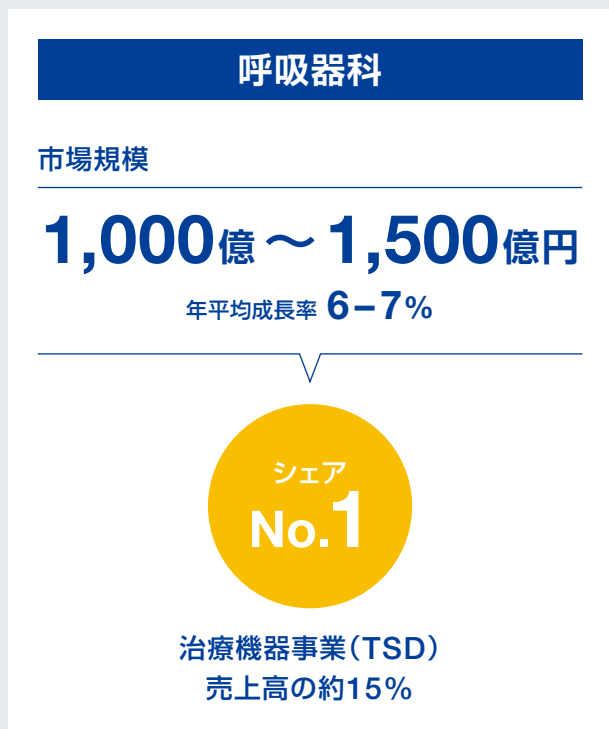 呼吸器科
市場規模
1,000億～1,500億円
年平均成長率 6–7%
シェア
No.1
治療機器事業（TSD）
売上高の約15%